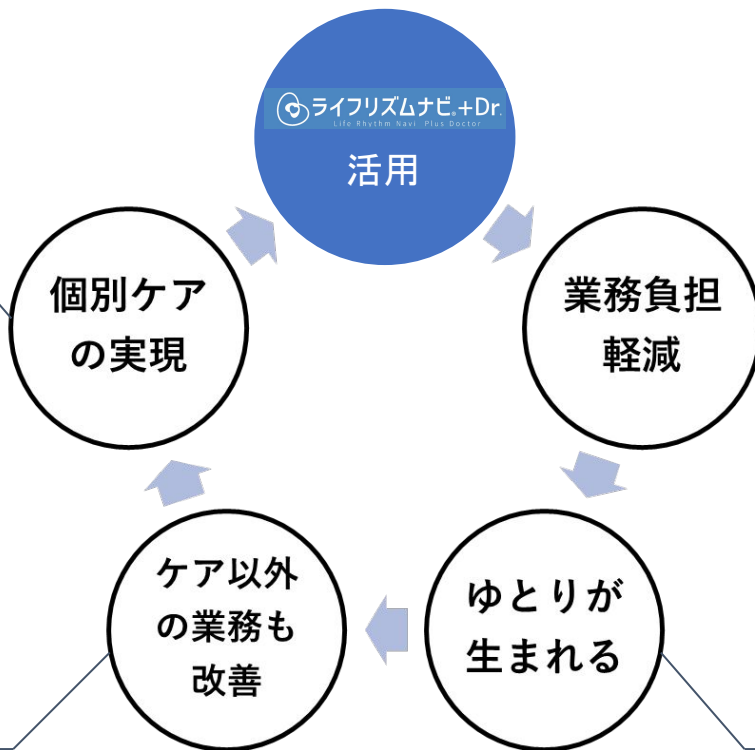 ライフリズムナビ®+Dr.
Life Rhythm Navi Plus Doctor
活用
業務負担
軽減
ゆとりが
生まれる
ケア以外
の業務も
改善
個別ケア
の実現